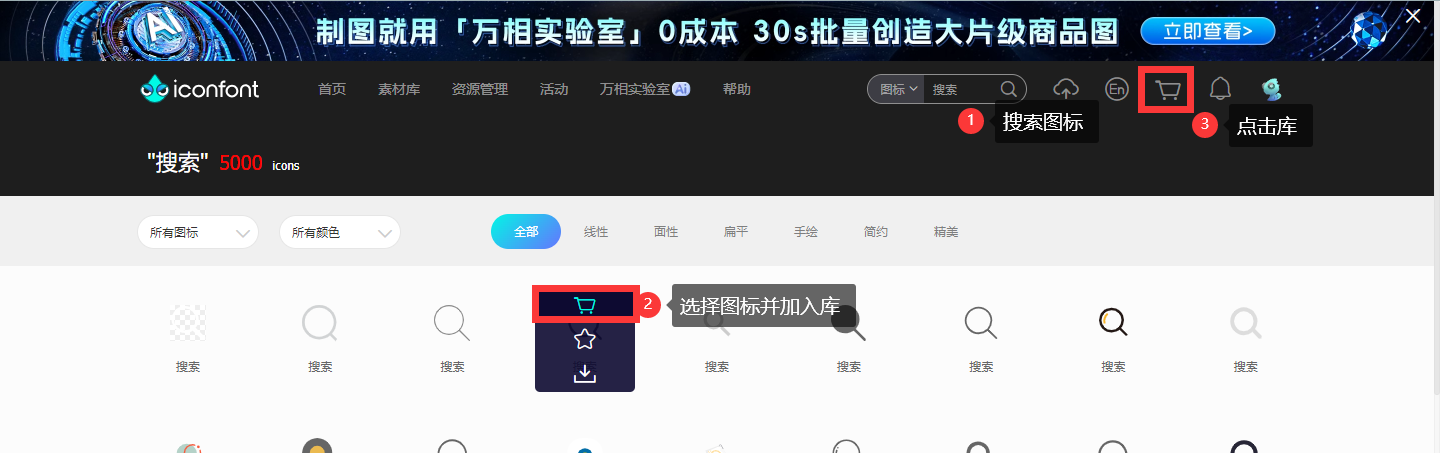 制图就用「万相实验室」0成本 30s批量创造大片级商品图 立即查看>
iconfont 首页 素材库 资源管理 活动 万相实验室 Ai 帮助 图标 搜索 En
1 搜索图标
3 点击库
"搜索" 5000 icons
所有图标 所有颜色 全部 线性 面性 扁平 手绘 简约 精美
2 选择图标并加入库
搜索 搜索 搜索 搜索 搜索 搜索 搜索 搜索 搜索